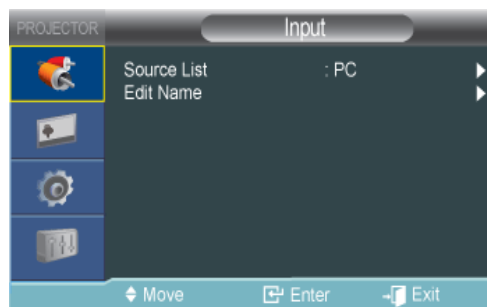 PROJECTOR Input
Source List : PC
Edit Name
Move Enter Exit